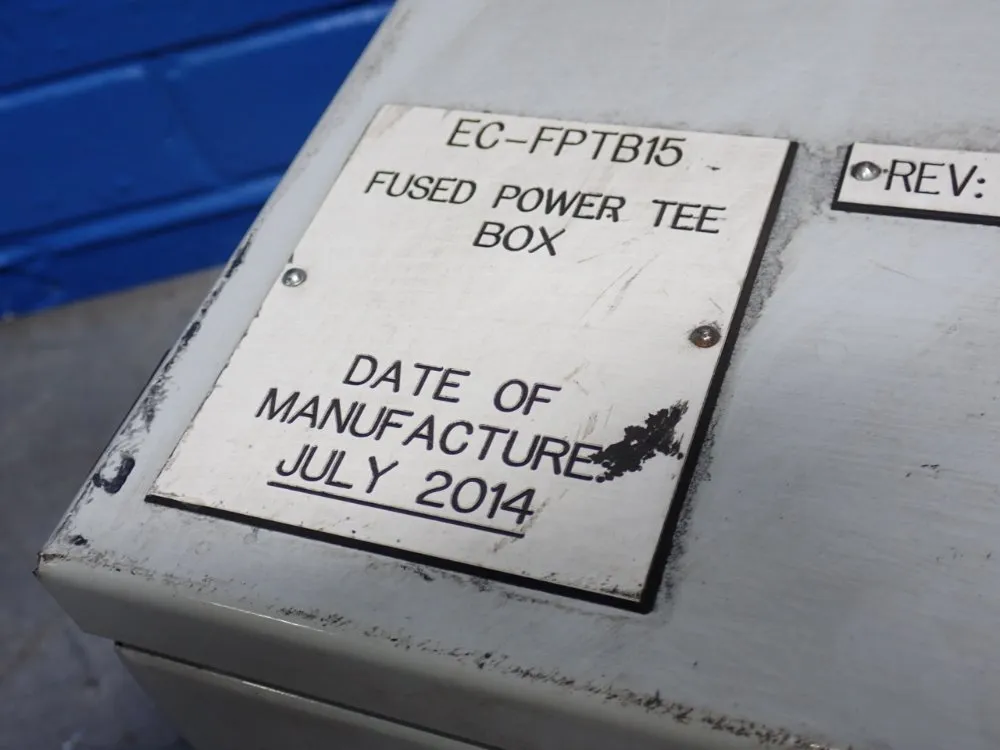 EC-FPTB15
FUSED POWER TEE
BOX
DATE OF
MANUFACTURE:
JULY 2014
REV: